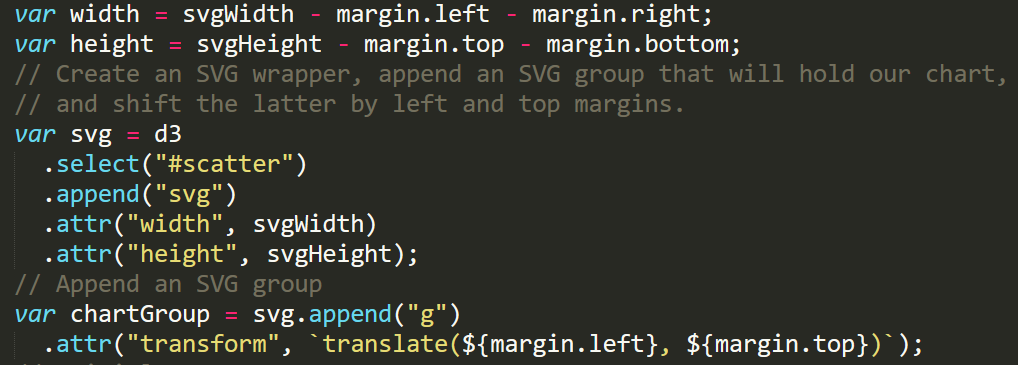 var width = svgWidth - margin.left - margin.right;
var height = svgHeight - margin.top - margin.bottom;
// Create an SVG wrapper, append an SVG group that will hold our chart,
// and shift the latter by left and top margins.
var svg = d3
  .select("#scatter")
  .append("svg")
  .attr("width", svgWidth)
  .attr("height", svgHeight);
// Append an SVG group
var chartGroup = svg.append("g")
  .attr("transform", `translate(${margin.left}, ${margin.top})`);